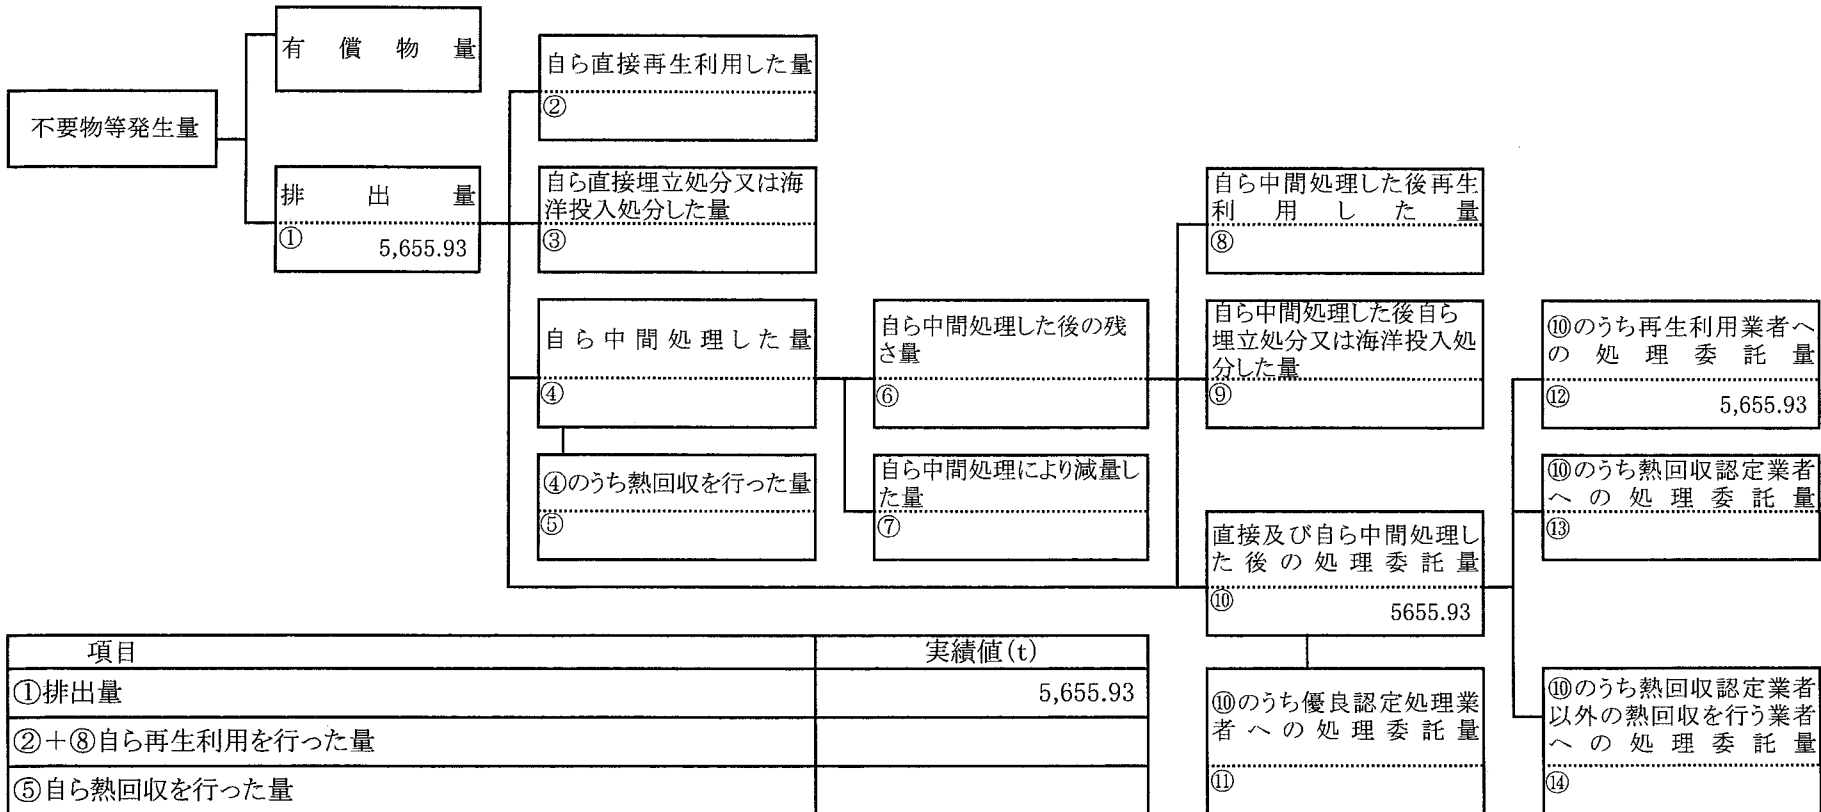 有償物量
不要物等発生量
排出量
①
5,655.93
自ら直接再生利用した量
②
自ら直接埋立処分又は海
洋投入処分した量
③
自ら中間処理した量
④
④のうち熱回収を行った量
⑤
自ら中間処理した後の残
さ量
⑥
自ら中間処理により減量し
た量
⑦
自ら中間処理した後再生
利用した量
⑧
自ら中間処理した後自ら
埋立処分又は海洋投入処
分した量
⑨
直接及び自ら中間処理し
た後の処理委託量
⑩
5655.93
⑩のうち優良認定処理業
者への処理委託量
⑪
⑩のうち再生利用業者へ
の処理委託量
⑫
5,655.93
⑩のうち熱回収認定業者
への処理委託量
⑬
⑩のうち熱回収認定業者
以外の熱回収を行う業者
への処理委託量
⑭
項目 実績値(t)
①排出量 5,655.93
②＋⑧自ら再生利用を行った量
⑤自ら熱回収を行った量